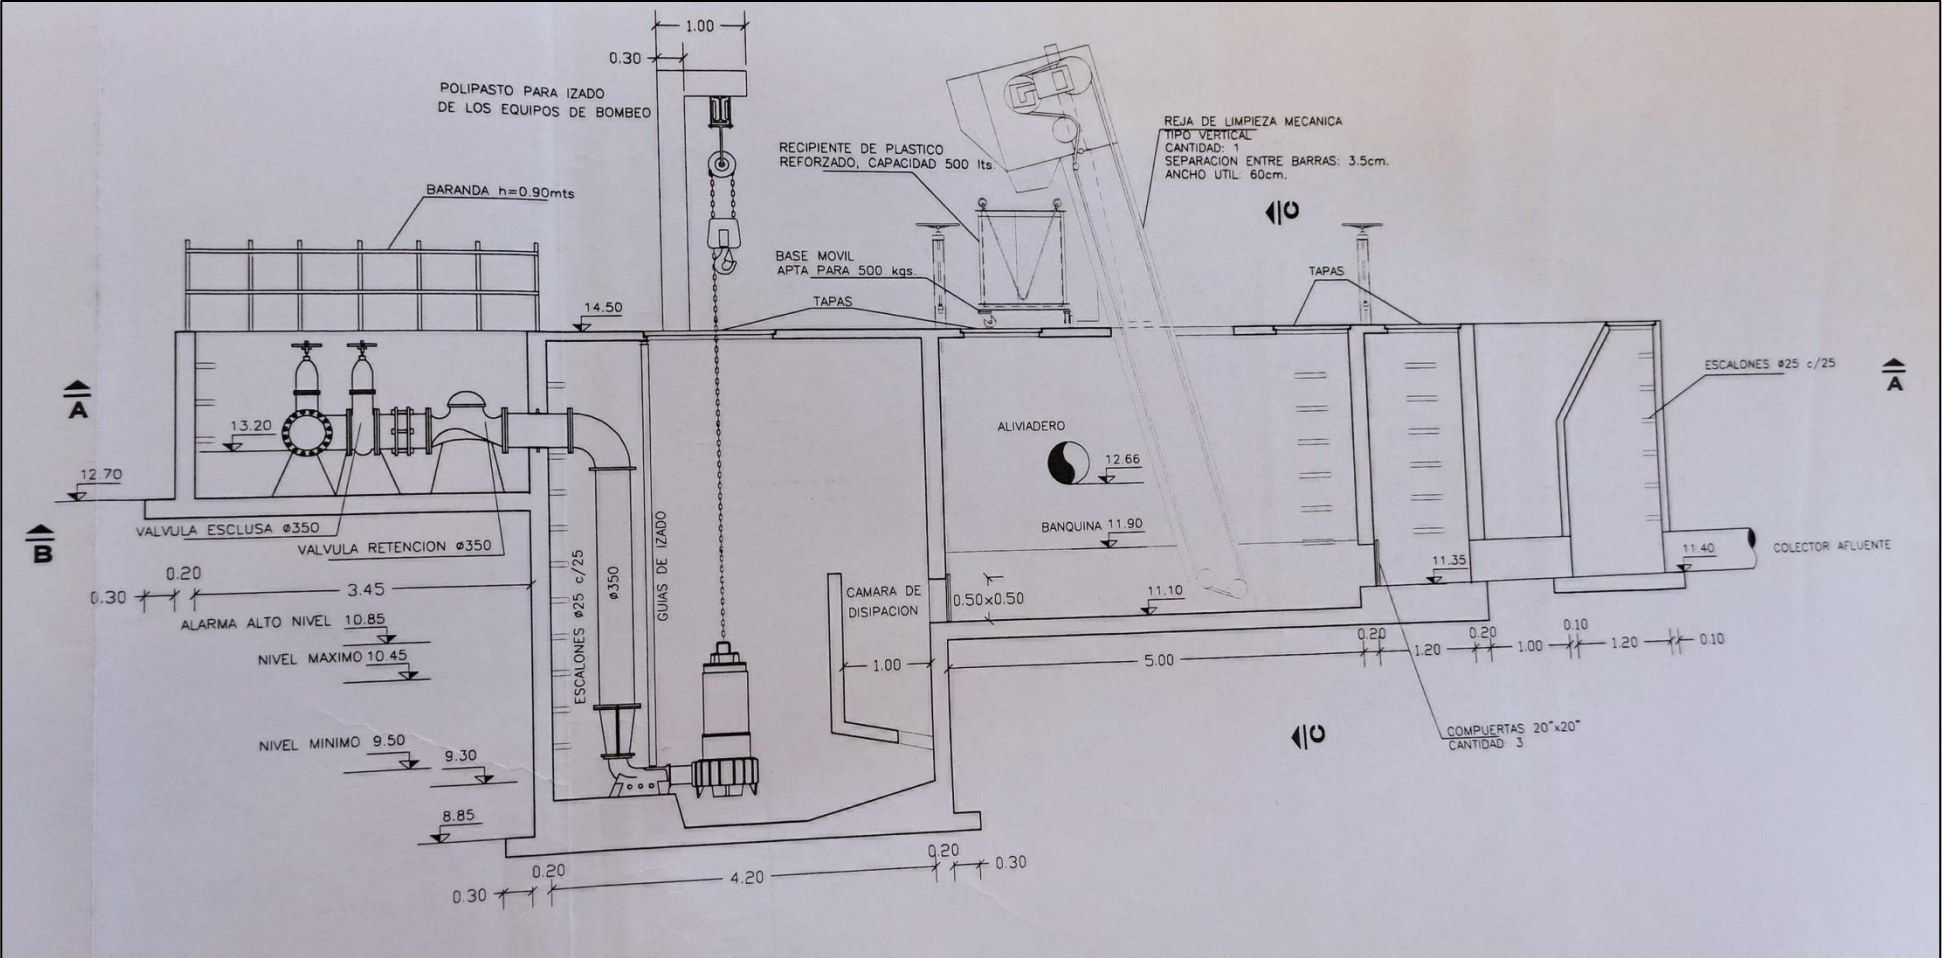 1.00
0.30
POLIPASTO PARA IZADO
DE LOS EQUIPOS DE BOMBEO
RECIPIENTE DE PLASTICO
REFORZADO, CAPACIDAD 500 lts.
REJA DE LIMPIEZA MECANICA
TIPO VERTICAL
CANTIDAD: 1
SEPARACION ENTRE BARRAS: 3.5cm.
ANCHO UTIL: 60cm.
BARANDA h=0.90mts
C
BASE MOVIL
APTA PARA 500 kgs.
TAPAS
TAPAS
14.50
ESCALONES ø25 c/25
A
A
13.20
ALIVIADERO
12.66
12.70
BANQUINA 11.90
VALVULA ESCLUSA ø350
VALVULA RETENCION ø350
B
GUIAS DE IZADO
ø350
ESCALONES ø25 c/25
11.40
COLECTOR AFLUENTE
11.35
0.30
0.20
3.45
CAMARA DE
DISIPACION
0.50x0.50
11.10
ALARMA ALTO NIVEL 10.85
NIVEL MAXIMO 10.45
1.00
5.00
0.20
1.20
0.20
1.00
0.10
1.20
0.10
C
COMPUERTAS 20"x20"
CANTIDAD: 3
NIVEL MINIMO 9.50
9.30
8.85
0.30
0.20
4.20
0.20
0.30